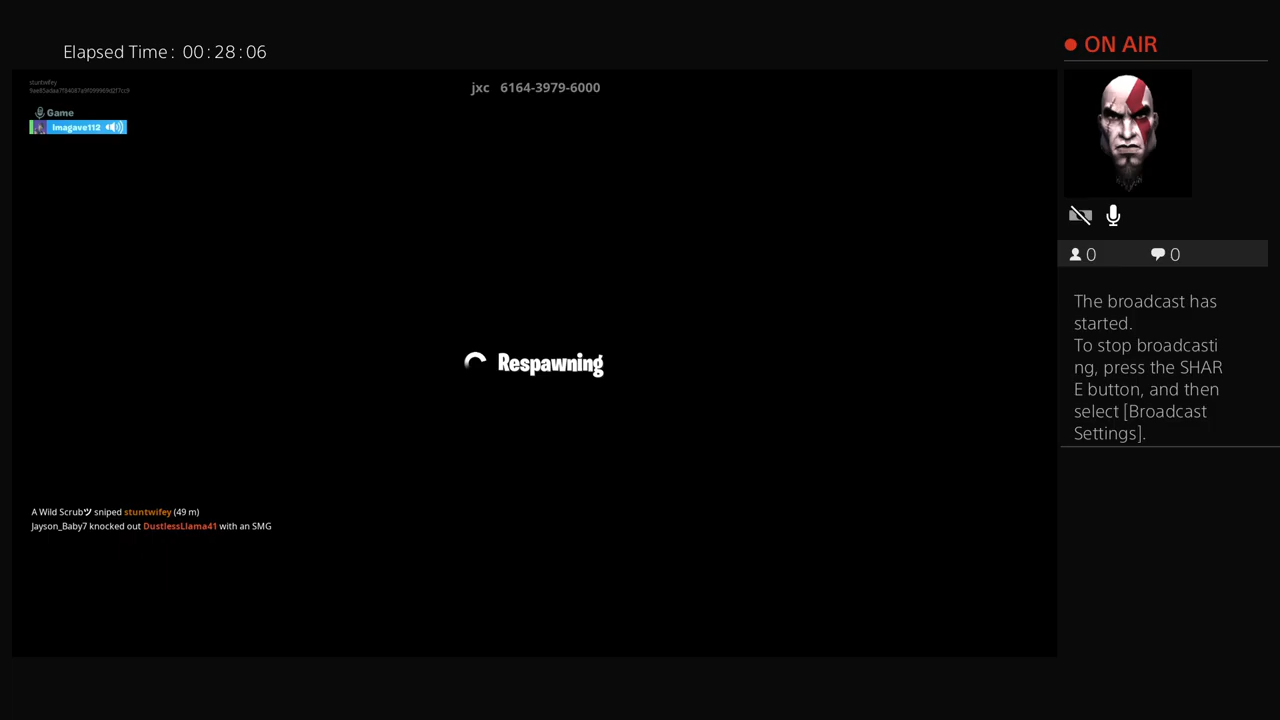 Elapsed Time: 00:28:06
ON AIR
stuntwifey
jxc 6164-3979-6000
Game
Imagave112
0 0
The broadcast has
started.
To stop broadcasti
ng, press the SHAR
E button, and then
select [Broadcast
Settings].
Respawning
A Wild Scrubツ sniped stuntwifey (49 m)
Jayson_Baby7 knocked out DustlessLlama41 with an SMG